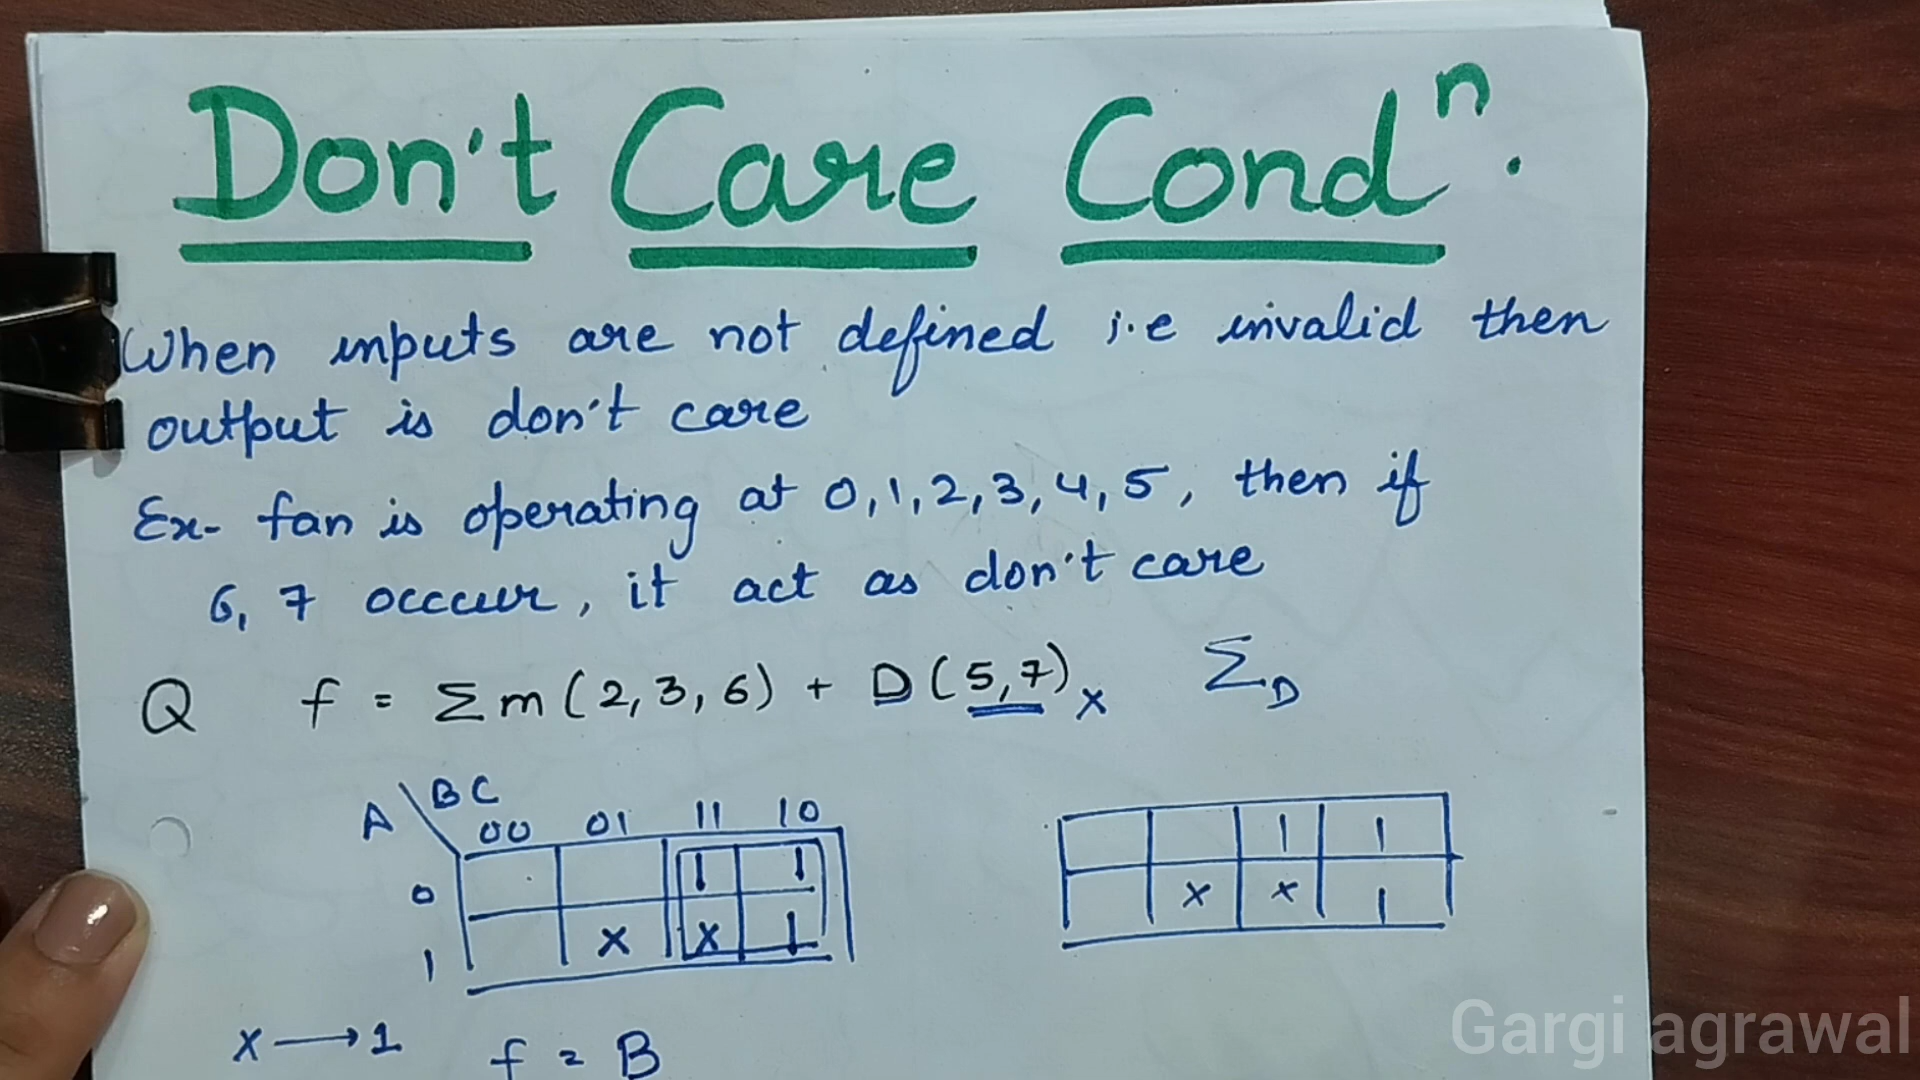 Don't Care Condⁿ.
When inputs are not defined i.e invalid then
output is don't care
Ex- fan is operating at 0,1,2,3,4,5, then if
6, 7 occcur, it act as don't care
Q f = Σm(2,3,6) + D(5,7) x Σ_D
A \ BC
00 01 11 10
0 1 1
1 x x 1
1 1
x x 1
x → 1 f = B
Gargi agrawal